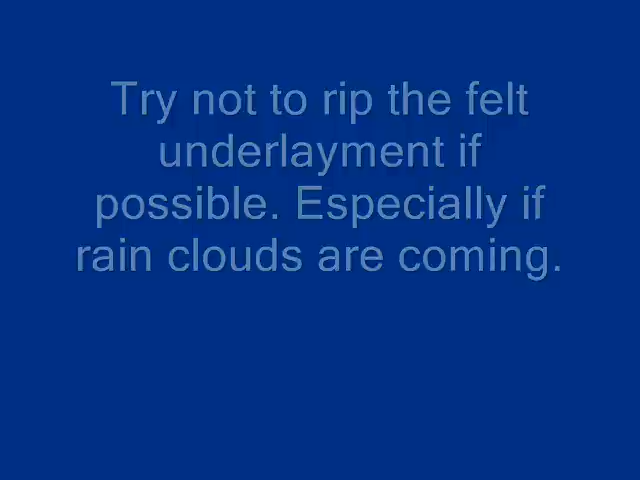 Try not to rip the felt
underlayment if
possible. Especially if
rain clouds are coming.